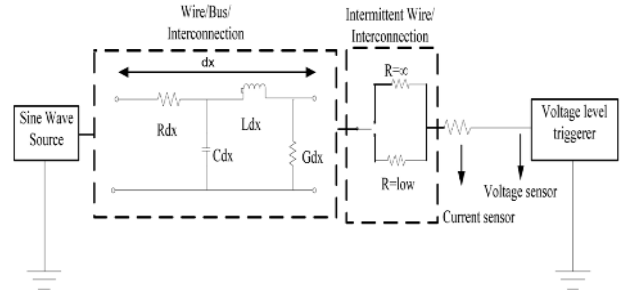 Wire/Bus/
Interconnection
dx
Rdx
Ldx
Cdx
Gdx
Intermittent Wire/
Interconnection
R=∞
R=low
Sine Wave
Source
Voltage level
triggerer
Voltage sensor
Current sensor